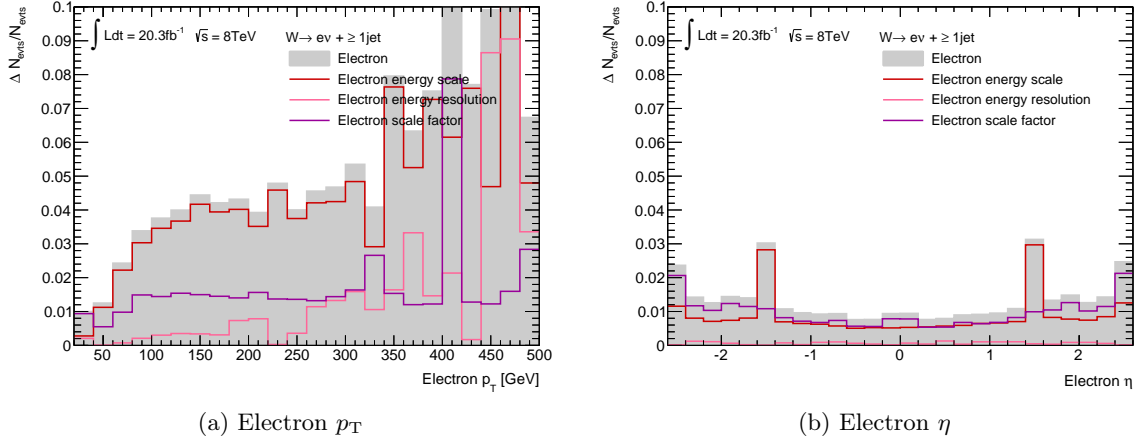 Δ N_evts/N_evts
∫ Ldt = 20.3fb⁻¹ √s = 8TeV W→ eν + ≥ 1jet
Electron
Electron energy scale
Electron energy resolution
Electron scale factor
0.1
0.09
0.08
0.07
0.06
0.05
0.04
0.03
0.02
0.01
0
50 100 150 200 250 300 350 400 450 500
Electron p_T [GeV]
(a) Electron p_T
Δ N_evts/N_evts
∫ Ldt = 20.3fb⁻¹ √s = 8TeV W→ eν + ≥ 1jet
Electron
Electron energy scale
Electron energy resolution
Electron scale factor
0.1
0.09
0.08
0.07
0.06
0.05
0.04
0.03
0.02
0.01
0
-2 -1 0 1 2
Electron η
(b) Electron η